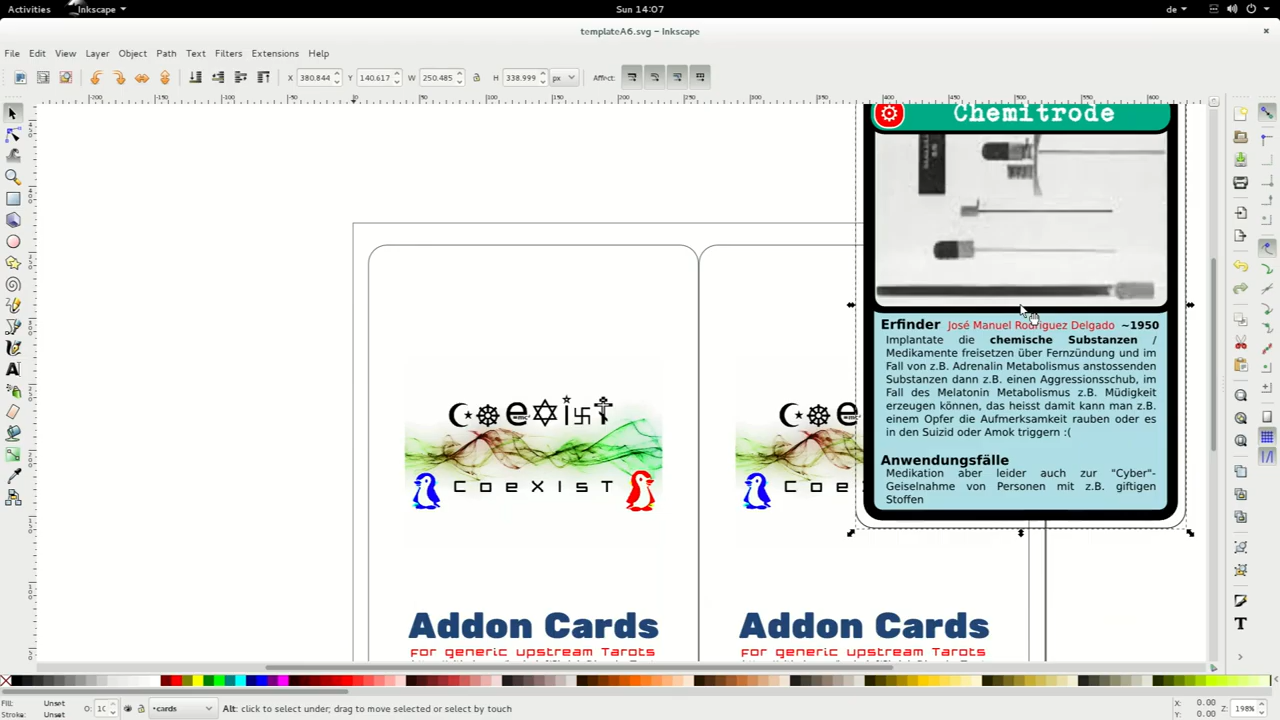 Activities Inkscape Sun 14:07 de
templateA6.svg - Inkscape
File Edit View Layer Object Path Text Filters Extensions Help
X 380.844 Y 140.617 W 250.485 H 338.999 px Affect:
Chemitrode
Erfinder José Manuel Rodriguez Delgado ~1950
Implantate die chemische Substanzen /
Medikamente freisetzen über Fernzündung und im
Fall von z.B. Adrenalin Metabolismus anstossenden
Substanzen dann z.B. einen Aggressionsschub, im
Fall des Melatonin Metabolismus z.B. Müdigkeit
erzeugen können, das heisst damit kann man z.B.
einem Opfer die Aufmerksamkeit rauben oder es
in den Suizid oder Amok triggern :(
Anwendungsfälle
Medikation aber leider auch zur "Cyber"-
Geiselnahme von Personen mit z.B. giftigen
Stoffen
CoeXisT Coe
Addon Cards Addon Cards
For generic upstream Tarots For generic upstream Tarots
Fill: Unset O: 10 •cards Alt: click to select under; drag to move selected or select by touch X: 0.00 Z: 198%
Stroke: Unset Y: 0.00